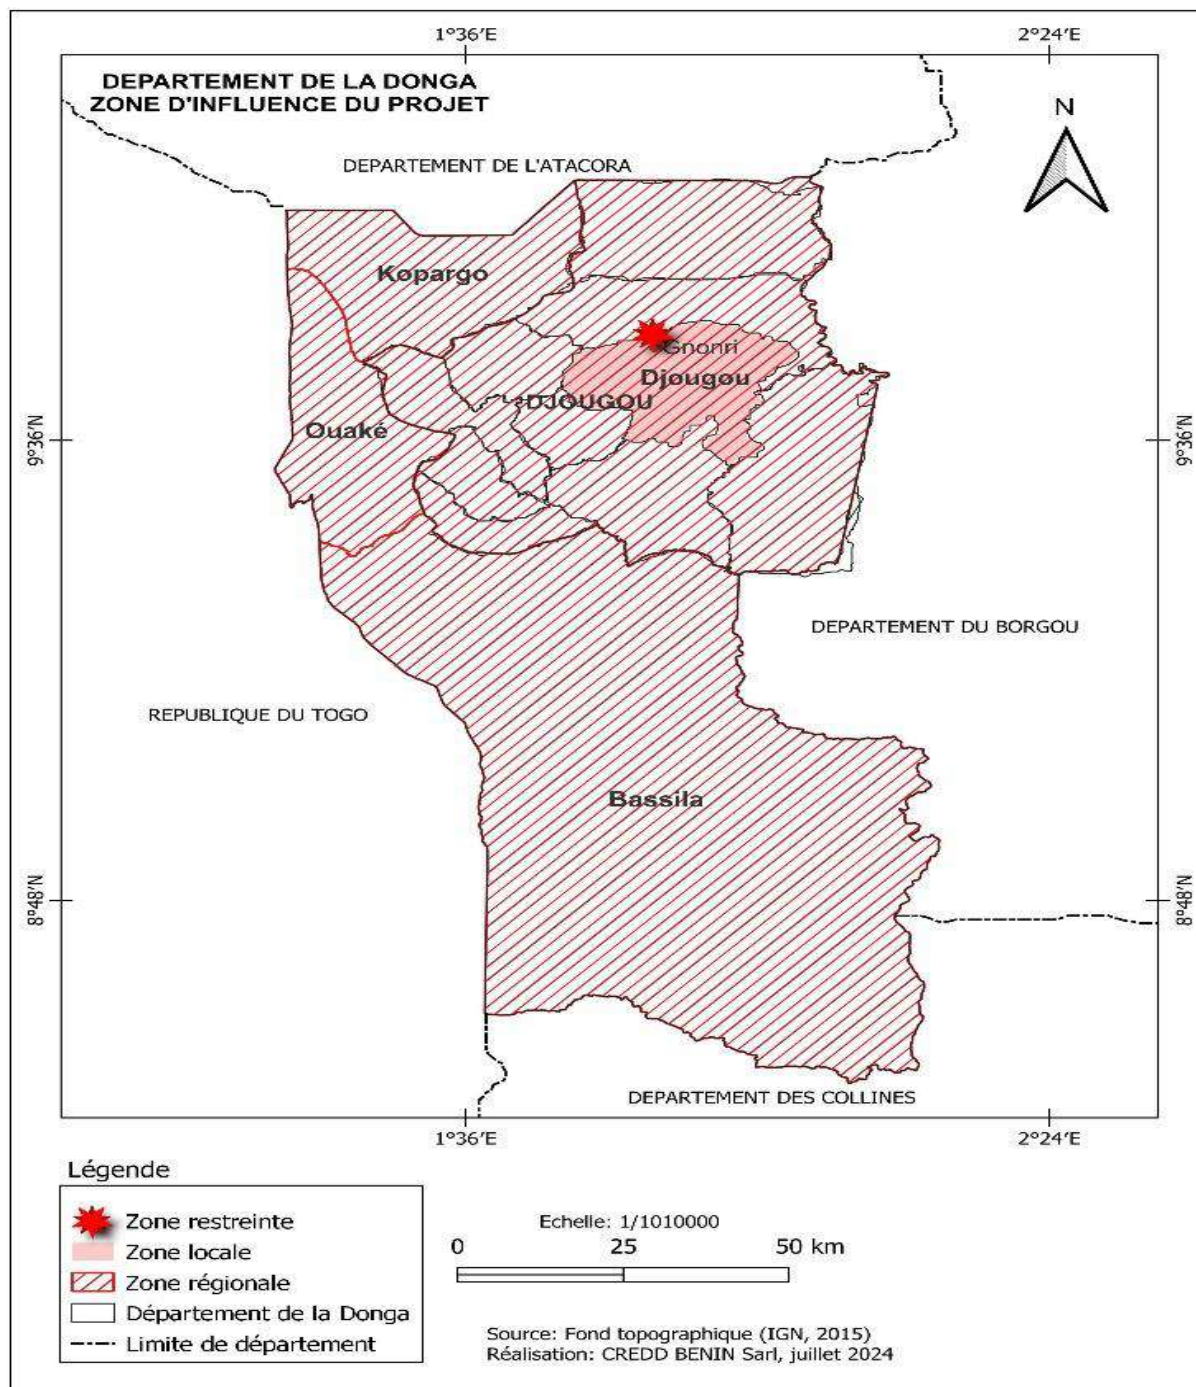 1°36'E
2°24'E
DEPARTEMENT DE LA DONGA
ZONE D'INFLUENCE DU PROJET
N
DEPARTEMENT DE L'ATACORA
Kopargo
Gnonri
Djougou
DJOUGOU
Ouaké
9°36'N
9°36'N
DEPARTEMENT DU BORGOU
REPUBLIQUE DU TOGO
Bassila
8°48'N
8°48'N
DEPARTEMENT DES COLLINES
1°36'E
2°24'E
Légende
Zone restreinte
Zone locale
Zone régionale
Département de la Donga
Limite de département
Echelle: 1/1010000
0 25 50 km
Source: Fond topographique (IGN, 2015)
Réalisation: CREDD BENIN Sarl, juillet 2024